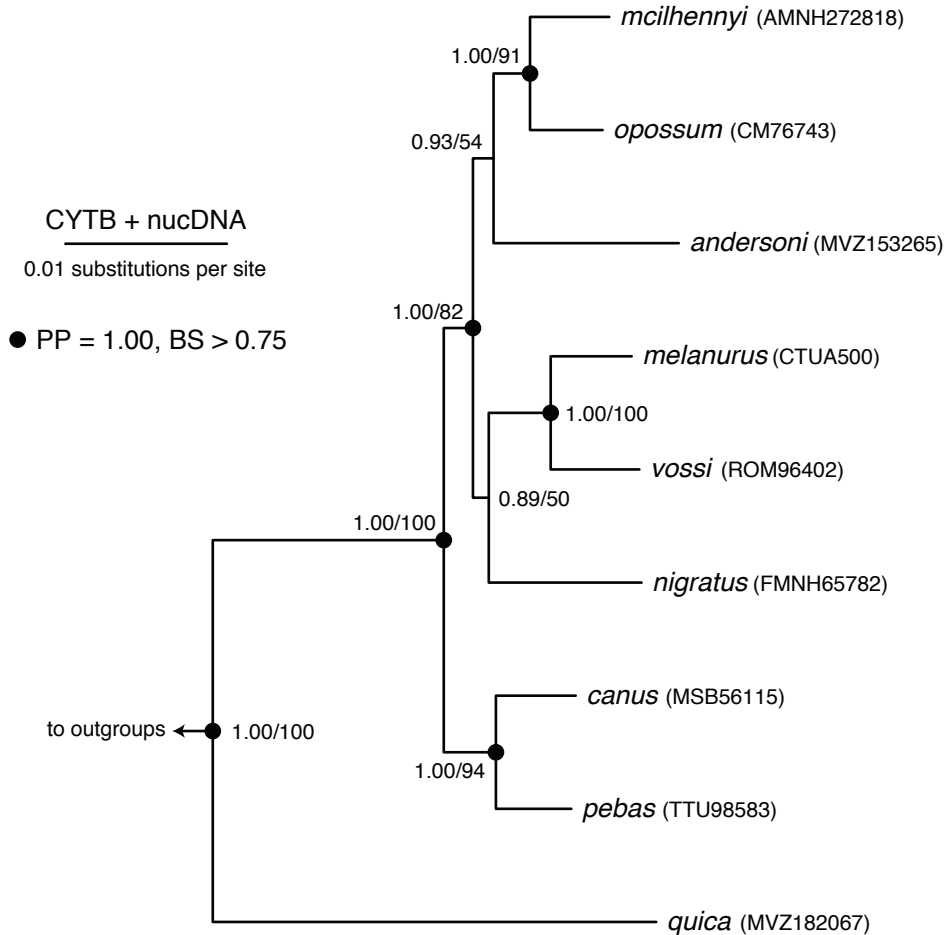 mcilhennyi (AMNH272818)
1.00/91
opossum (CM76743)
0.93/54
CYTB + nucDNA
0.01 substitutions per site
andersoni (MVZ153265)
1.00/82
● PP = 1.00, BS > 0.75
melanurus (CTUA500)
1.00/100
vossi (ROM96402)
0.89/50
1.00/100
nigratus (FMNH65782)
canus (MSB56115)
to outgroups
1.00/100
1.00/94
pebas (TTU98583)
quica (MVZ182067)